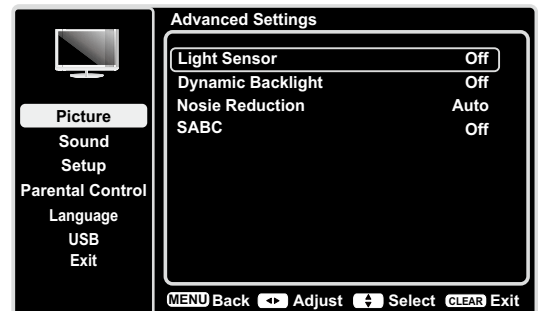 Advanced Settings
Light Sensor Off
Dynamic Backlight Off
Nosie Reduction Auto
SABC Off
Picture
Sound
Setup
Parental Control
Language
USB
Exit
MENU Back Adjust Select CLEAR Exit